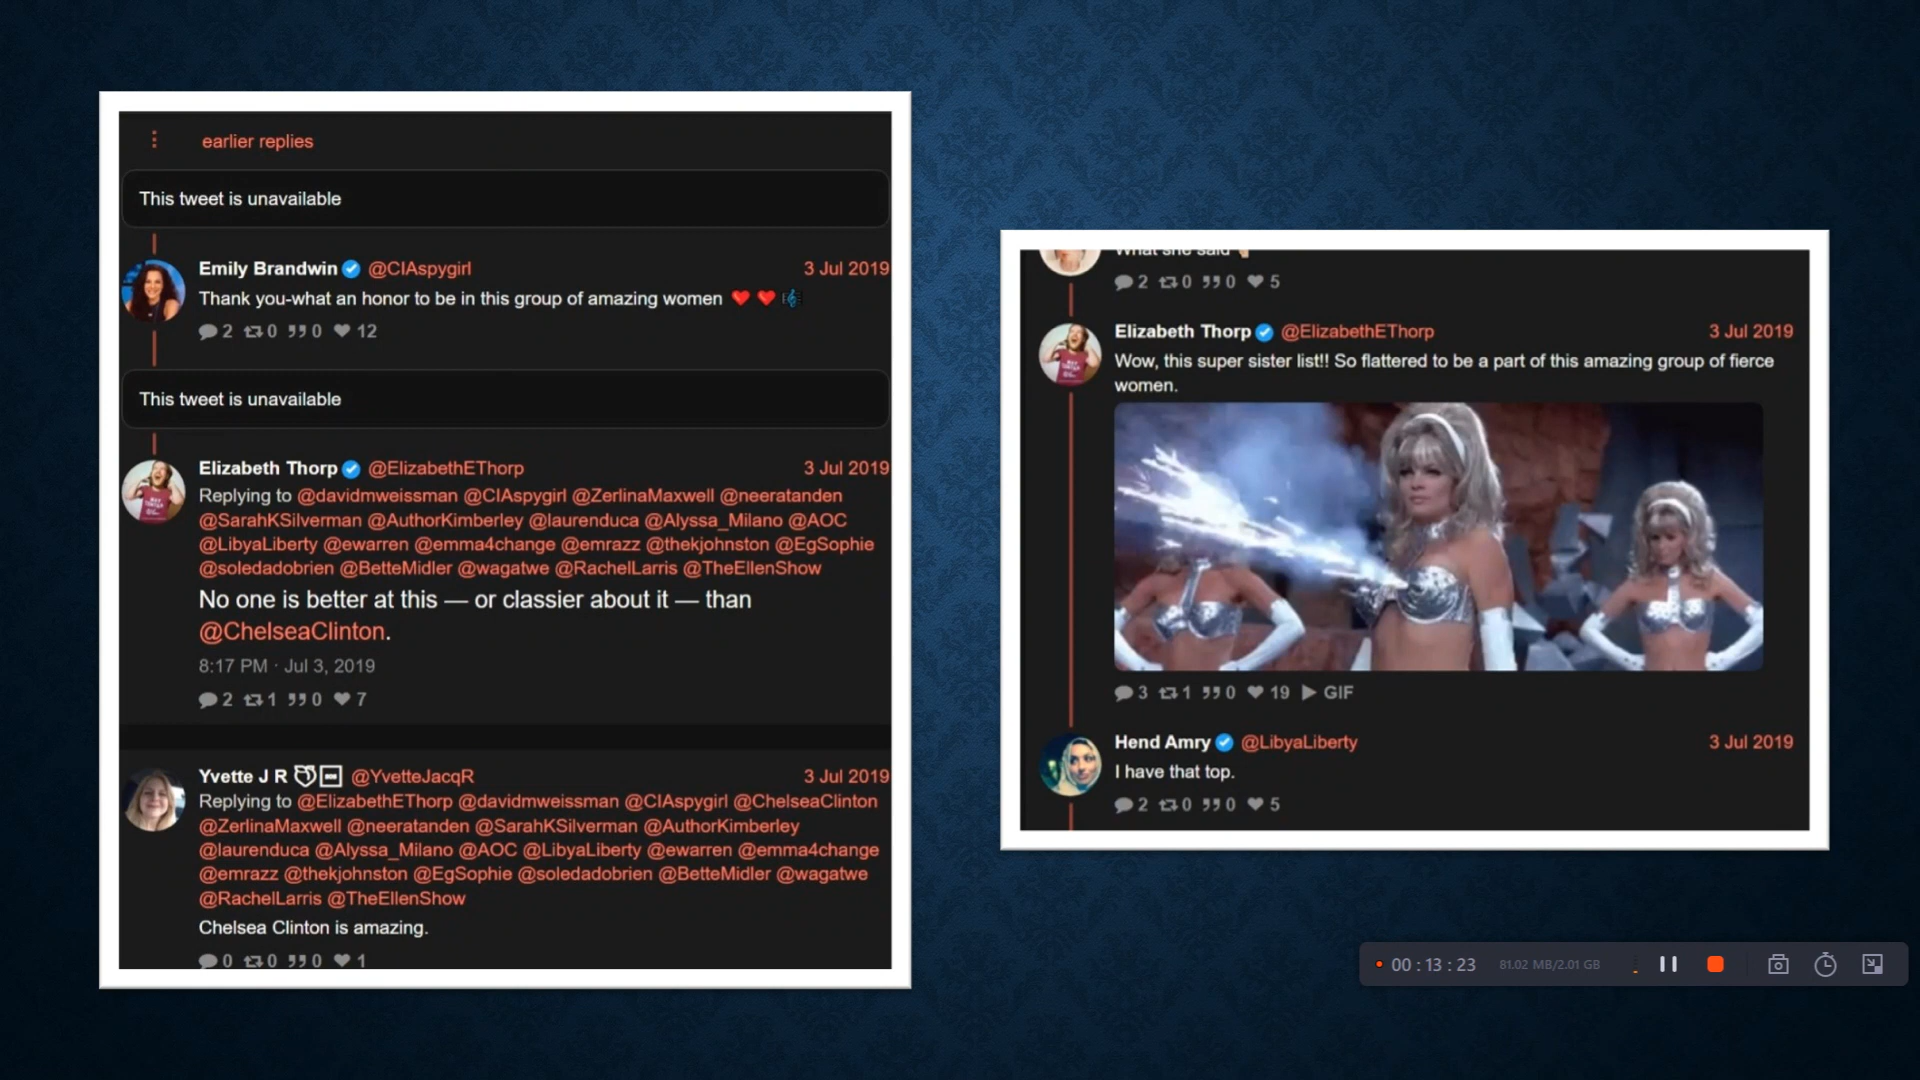 earlier replies
This tweet is unavailable
Emily Brandwin @CIAspygirl 3 Jul 2019
Thank you-what an honor to be in this group of amazing women
2 0 0 12
This tweet is unavailable
Elizabeth Thorp @ElizabethEThorp 3 Jul 2019
Replying to @davidmweissman @CIAspygirl @ZerlinaMaxwell @neeratanden
@SarahKSilverman @AuthorKimberley @laurenduca @Alyssa_Milano @AOC
@LibyaLiberty @ewarren @emma4change @emrazz @thekjohnston @EgSophie
@soledadobrien @BetteMidler @wagatwe @RachelLarris @TheEllenShow
No one is better at this — or classier about it — than
@ChelseaClinton.
8:17 PM · Jul 3, 2019
2 1 0 7
Yvette J R @YvetteJacqR 3 Jul 2019
Replying to @ElizabethEThorp @davidmweissman @CIAspygirl @ChelseaClinton
@ZerlinaMaxwell @neeratanden @SarahKSilverman @AuthorKimberley
@laurenduca @Alyssa_Milano @AOC @LibyaLiberty @ewarren @emma4change
@emrazz @thekjohnston @EgSophie @soledadobrien @BetteMidler @wagatwe
@RachelLarris @TheEllenShow
Chelsea Clinton is amazing.
0 0 0 1
What she said
2 0 0 5
Elizabeth Thorp @ElizabethEThorp 3 Jul 2019
Wow, this super sister list!! So flattered to be a part of this amazing group of fierce
women.
3 1 0 19 GIF
Hend Amry @LibyaLiberty 3 Jul 2019
I have that top.
2 0 0 5
00 : 13 : 23 81.02 MB/2.01 GB